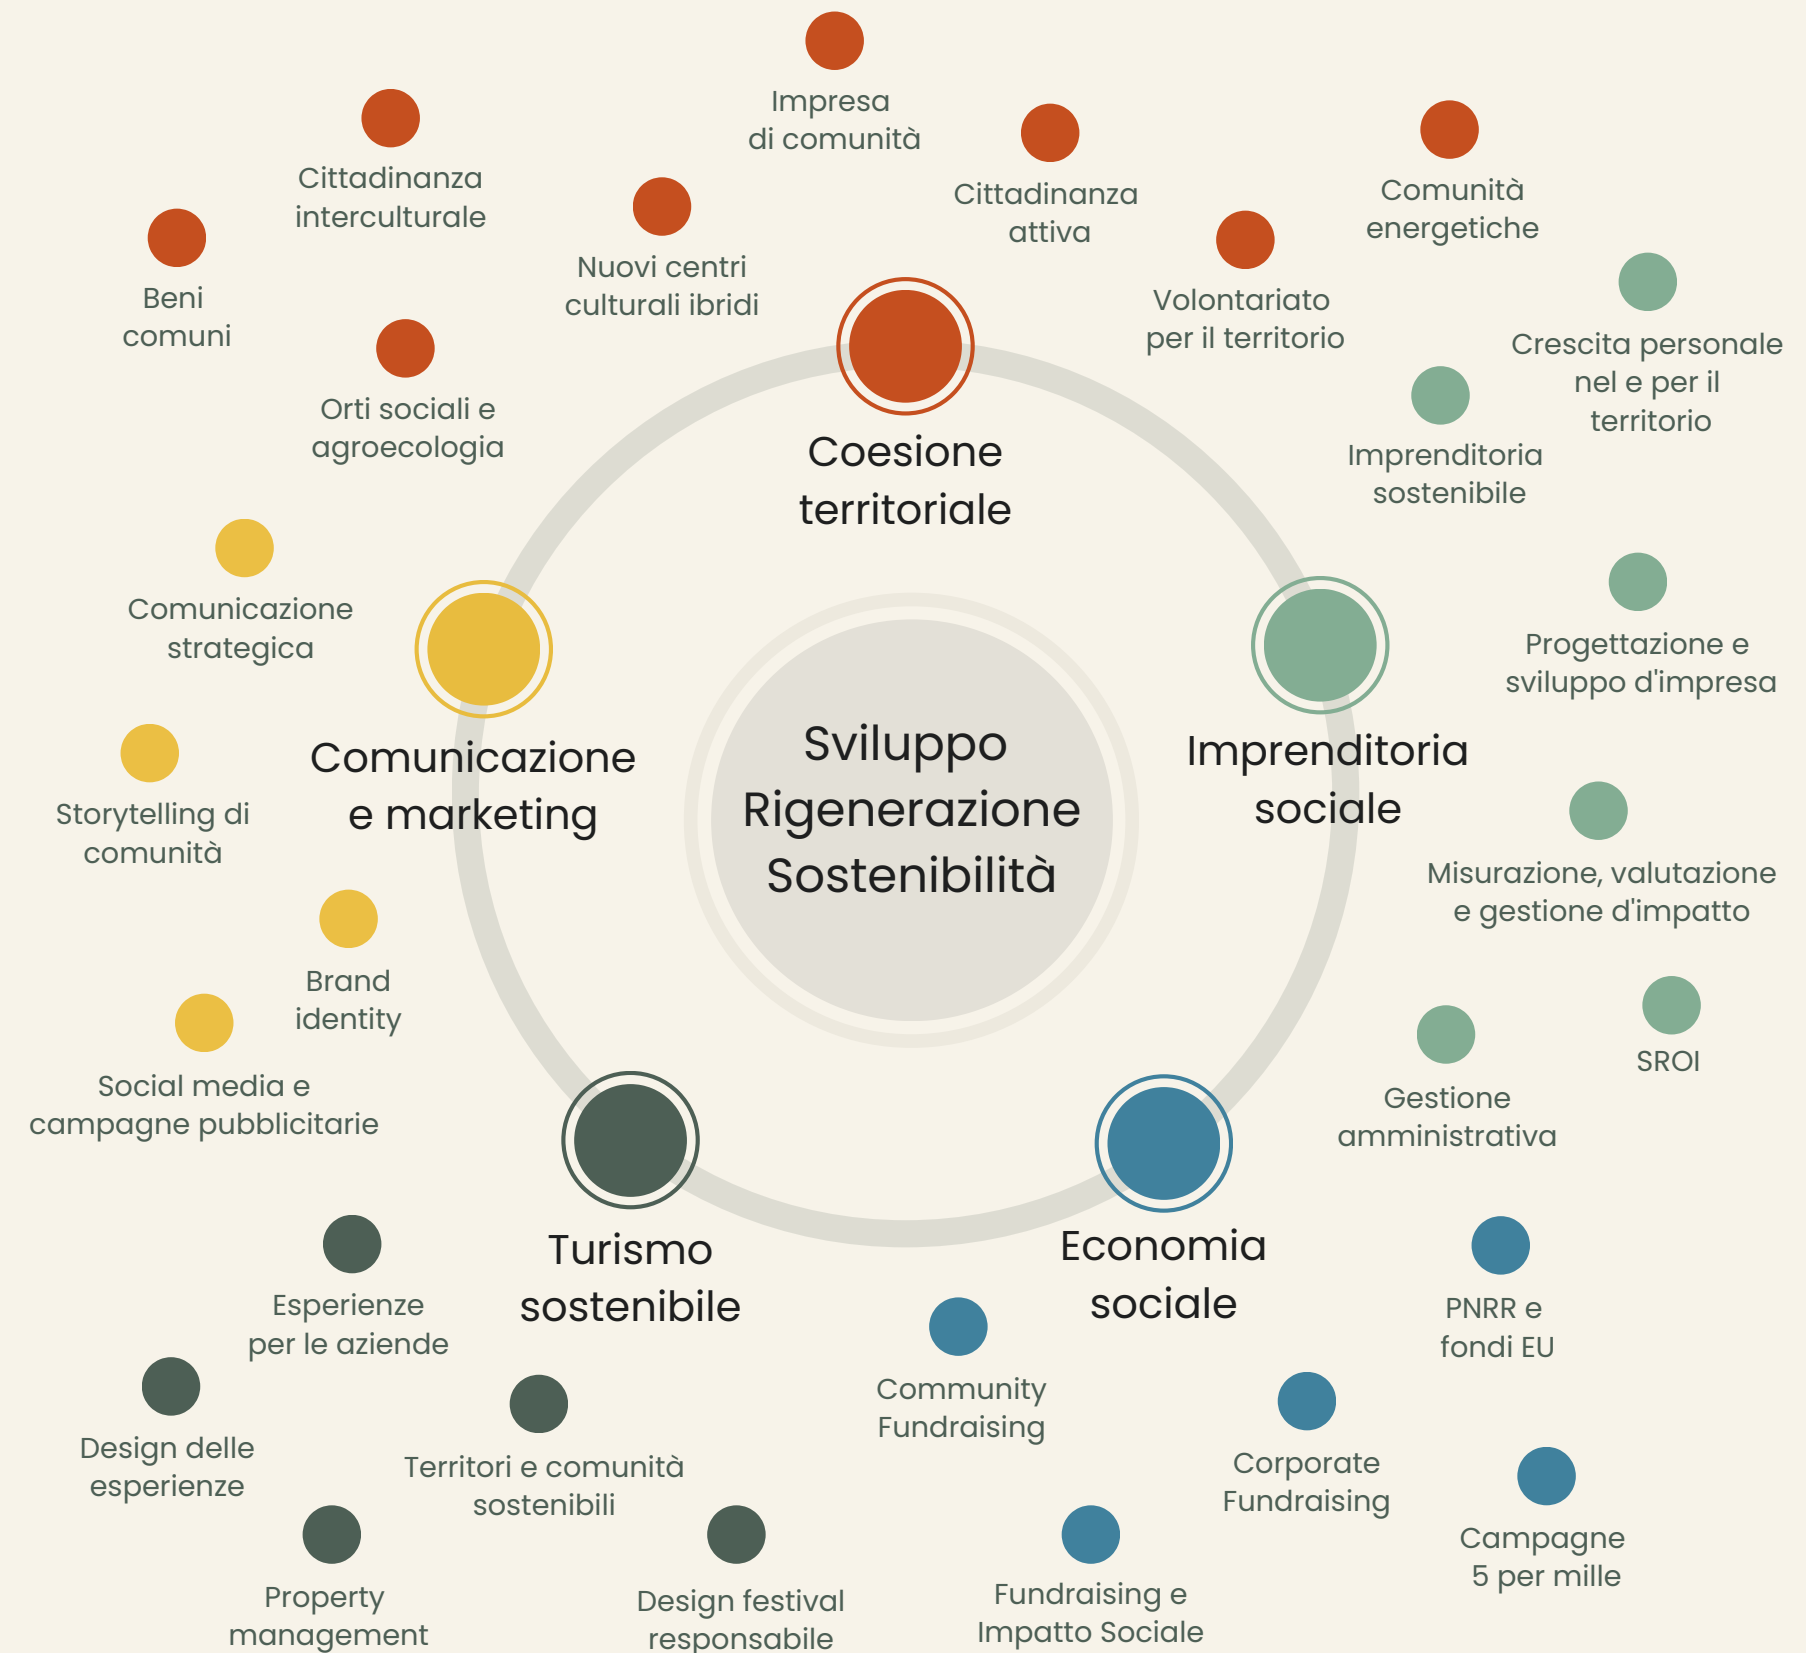 Impresa
di comunità
Cittadinanza
interculturale
Cittadinanza
attiva
Comunità
energetiche
Beni
comuni
Nuovi centri
culturali ibridi
Volontariato
per il territorio
Crescita personale
nel e per il
territorio
Orti sociali e
agroecologia
Coesione
territoriale
Imprenditoria
sostenibile
Comunicazione
strategica
Progettazione e
sviluppo d'impresa
Comunicazione
e marketing
Sviluppo
Rigenerazione
Sostenibilità
Imprenditoria
sociale
Storytelling di
comunità
Misurazione, valutazione
e gestione d'impatto
Brand
identity
SROI
Social media e
campagne pubblicitarie
Gestione
amministrativa
Turismo
sostenibile
Economia
sociale
Esperienze
per le aziende
PNRR e
fondi EU
Community
Fundraising
Design delle
esperienze
Territori e comunità
sostenibili
Corporate
Fundraising
Campagne
5 per mille
Property
management
Design festival
responsabile
Fundraising e
Impatto Sociale